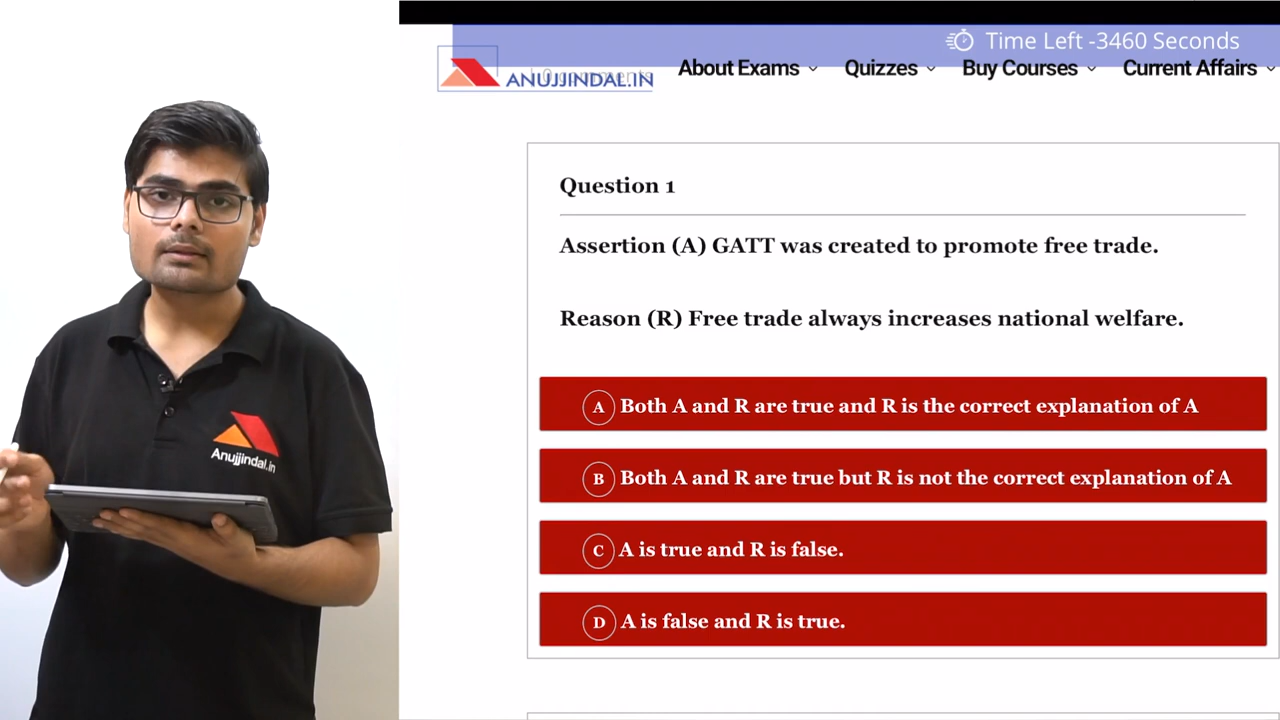 Time Left -3460 Seconds
ANUJJINDAL.IN
About Exams
Quizzes
Buy Courses
Current Affairs
Question 1
Assertion (A) GATT was created to promote free trade.
Reason (R) Free trade always increases national welfare.
A Both A and R are true and R is the correct explanation of A
B Both A and R are true but R is not the correct explanation of A
C A is true and R is false.
D A is false and R is true.
Anujjindal.in